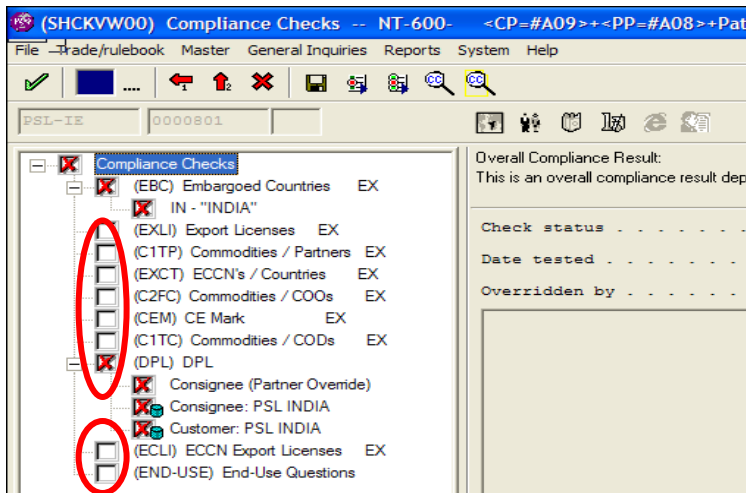 (SHCKVW00) Compliance Checks -- NT-600- <CP=#A09>+<PP=#A08>+Pat
File Trade/rulebook Master General Inquiries Reports System Help
.... 1 2 CC CC
PSL-IE 0000801
Compliance Checks
(EBC) Embargoed Countries EX
IN - "INDIA"
(EXLI) Export Licenses EX
(C1TP) Commodities / Partners EX
(EXCT) ECCN's / Countries EX
(C2FC) Commodities / COOs EX
(CEM) CE Mark EX
(C1TC) Commodities / CODs EX
(DPL) DPL
Consignee (Partner Override)
Consignee: PSL INDIA
Customer: PSL INDIA
(ECLI) ECCN Export Licenses EX
(END-USE) End-Use Questions
Overall Compliance Result:
This is an overall compliance result dep
Check status . . . . . . .
Date tested . . . . . . .
Overridden by . . . . . .